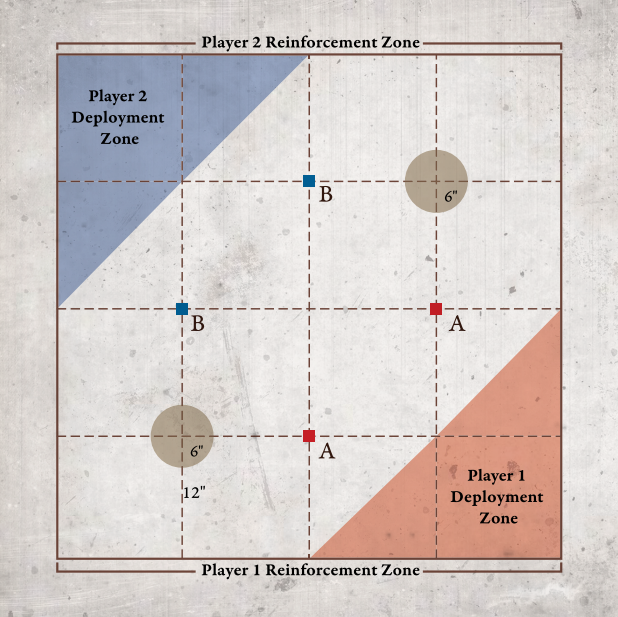 Player 2 Reinforcement Zone
Player 2
Deployment
Zone
B
6"
B
A
6"
A
12"
Player 1
Deployment
Zone
Player 1 Reinforcement Zone